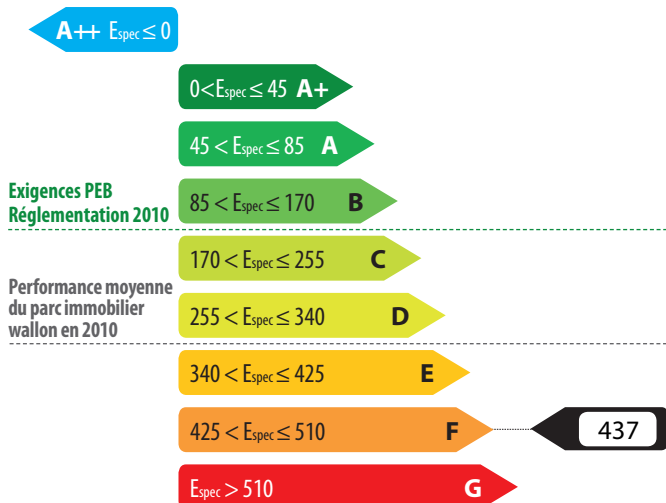 A++ Espec ≤ 0
0 < Espec ≤ 45 A+
45 < Espec ≤ 85 A
Exigences PEB
Réglementation 2010
85 < Espec ≤ 170 B
170 < Espec ≤ 255 C
Performance moyenne
du parc immobilier
wallon en 2010
255 < Espec ≤ 340 D
340 < Espec ≤ 425 E
425 < Espec ≤ 510 F 437
Espec > 510 G